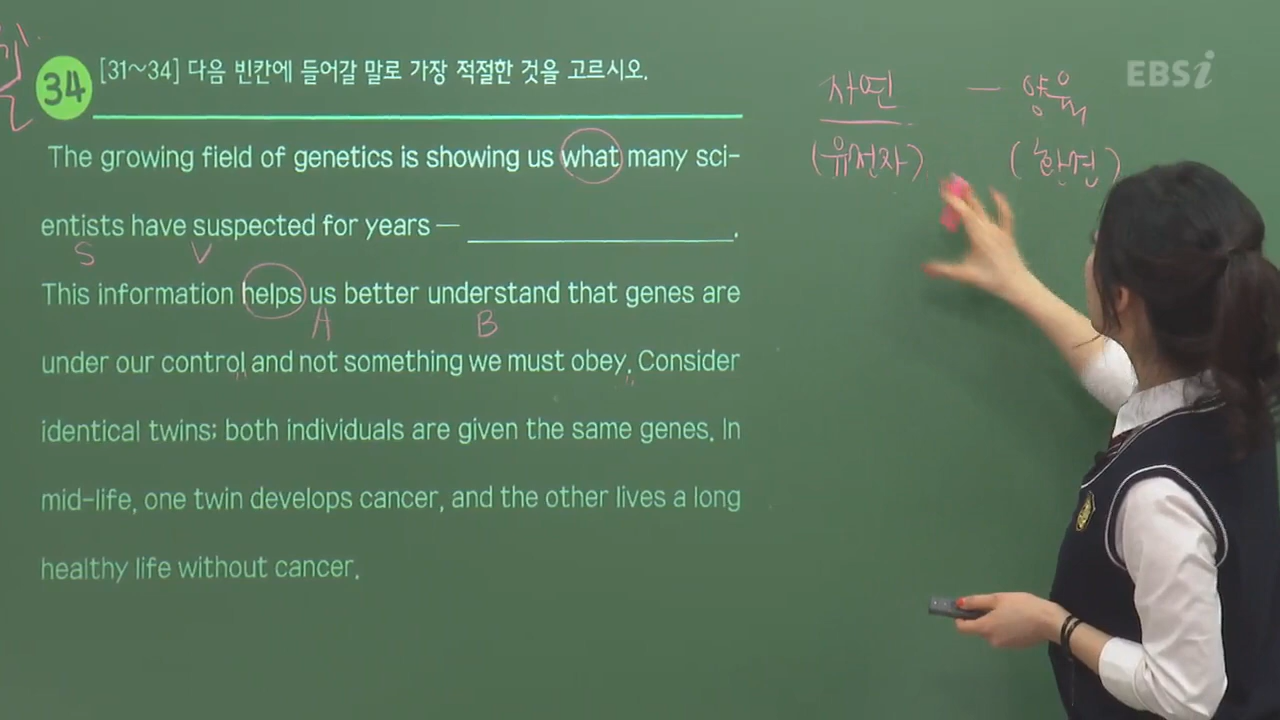 EBSi
34 [31~34] 다음 빈칸에 들어갈 말로 가장 적절한 것을 고르시오.
The growing field of genetics is showing us what many sci-
entists have suspected for years — ____________.
S V
This information helps us better understand that genes are
A B
under our control and not something we must obey. Consider
identical twins; both individuals are given the same genes. In
mid-life, one twin develops cancer, and the other lives a long
healthy life without cancer.
자연 — 양육
(유전자) (환경)